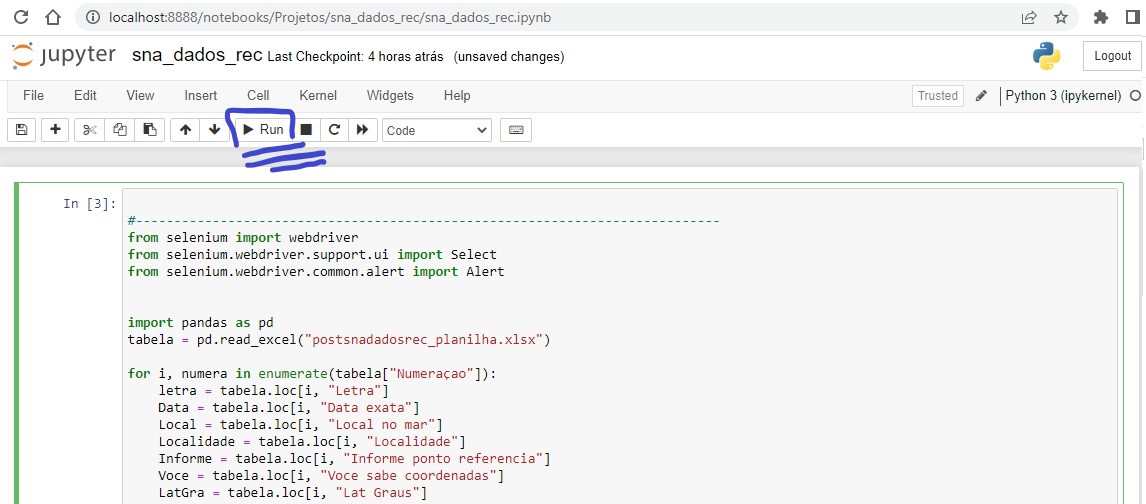 localhost:8888/notebooks/Projetos/sna_dados_rec/sna_dados_rec.ipynb
jupyter sna_dados_rec Last Checkpoint: 4 horas atrás (unsaved changes) Logout
File Edit View Insert Cell Kernel Widgets Help Trusted Python 3 (ipykernel)
Run Code
In [3]:
#----------------------------------------------------------------------------
from selenium import webdriver
from selenium.webdriver.support.ui import Select
from selenium.webdriver.common.alert import Alert
import pandas as pd
tabela = pd.read_excel("postsnadadosrec_planilha.xlsx")
for i, numera in enumerate(tabela["Numeraçao"]):
    letra = tabela.loc[i, "Letra"]
    Data = tabela.loc[i, "Data exata"]
    Local = tabela.loc[i, "Local no mar"]
    Localidade = tabela.loc[i, "Localidade"]
    Informe = tabela.loc[i, "Informe ponto referencia"]
    Voce = tabela.loc[i, "Voce sabe coordenadas"]
    LatGra = tabela.loc[i, "Lat Graus"]